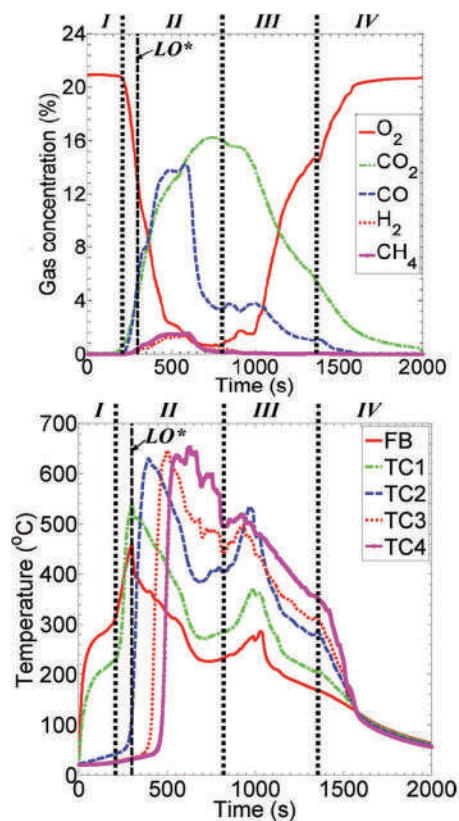 I II III IV
LO*
24
20
16
12
8
4
0
Gas concentration (%)
O₂
CO₂
CO
H₂
CH₄
0 500 1000 1500 2000
Time (s)
I II III IV
LO*
700
600
500
400
300
200
100
0
Temperature (°C)
FB
TC1
TC2
TC3
TC4
0 500 1000 1500 2000
Time (s)